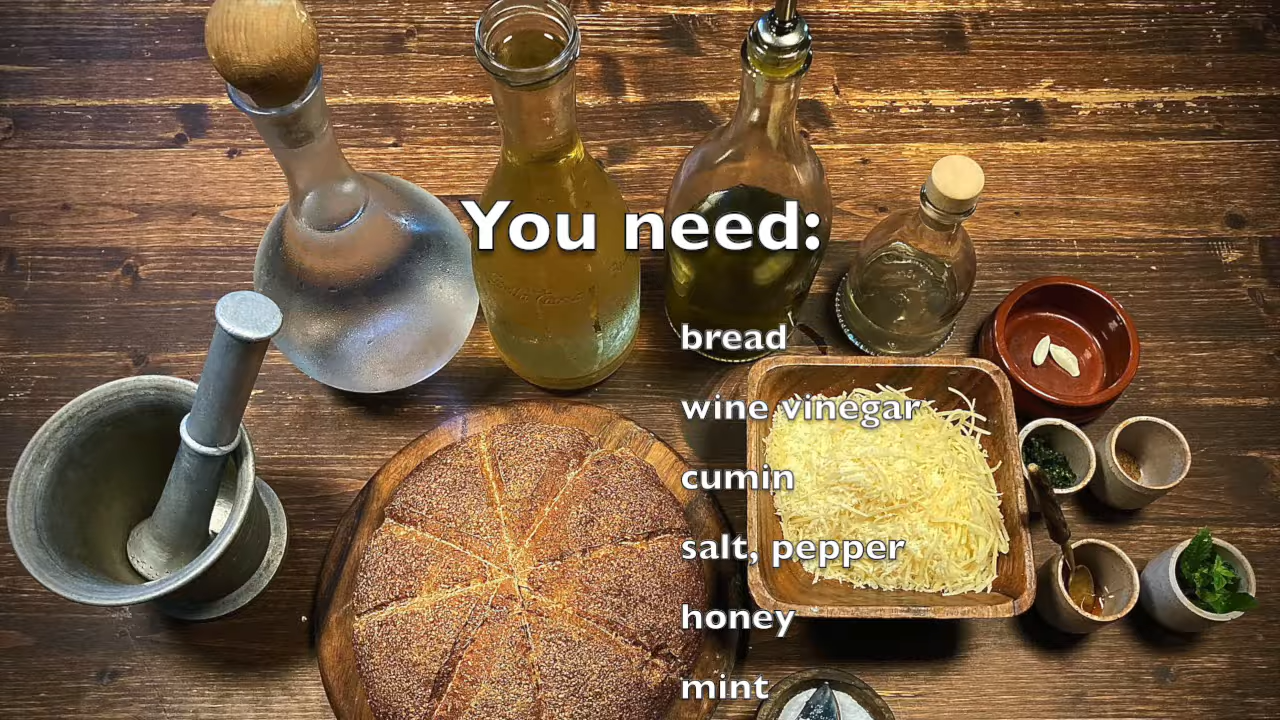 You need:
bread
wine vinegar
cumin
salt, pepper
honey
mint